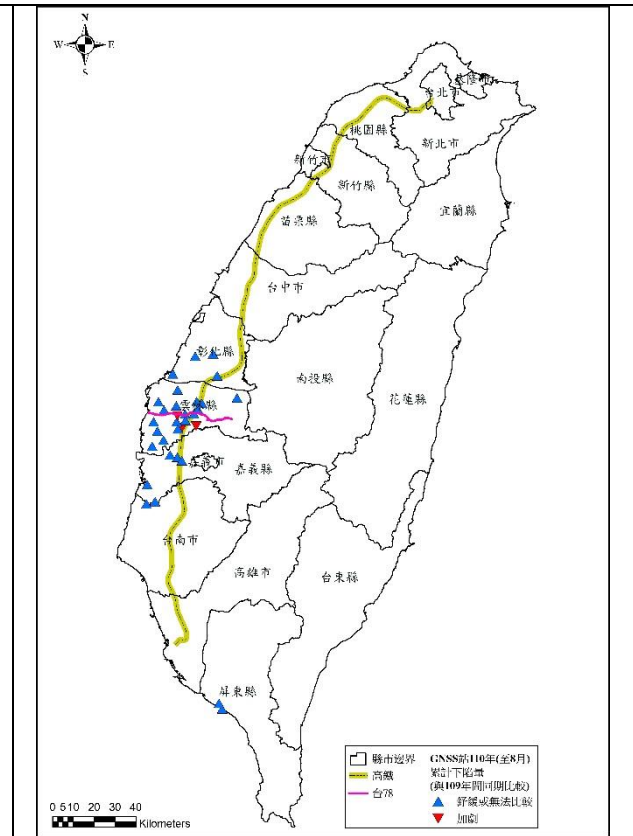 N
W E
S
基隆市
台北市
桃園縣
新北市
新竹市
新竹縣
宜蘭縣
苗栗縣
台中市
彰化縣
南投縣
花蓮縣
雲林縣
嘉義市
嘉義縣
台南市
高雄市
台東縣
屏東縣
縣市邊界
高鐵
台78
GNSS站110年(至8月)
累計下陷量
(與109年間同期比較)
舒緩或無法比較
加劇
0 5 10 20 30 40
Kilometers